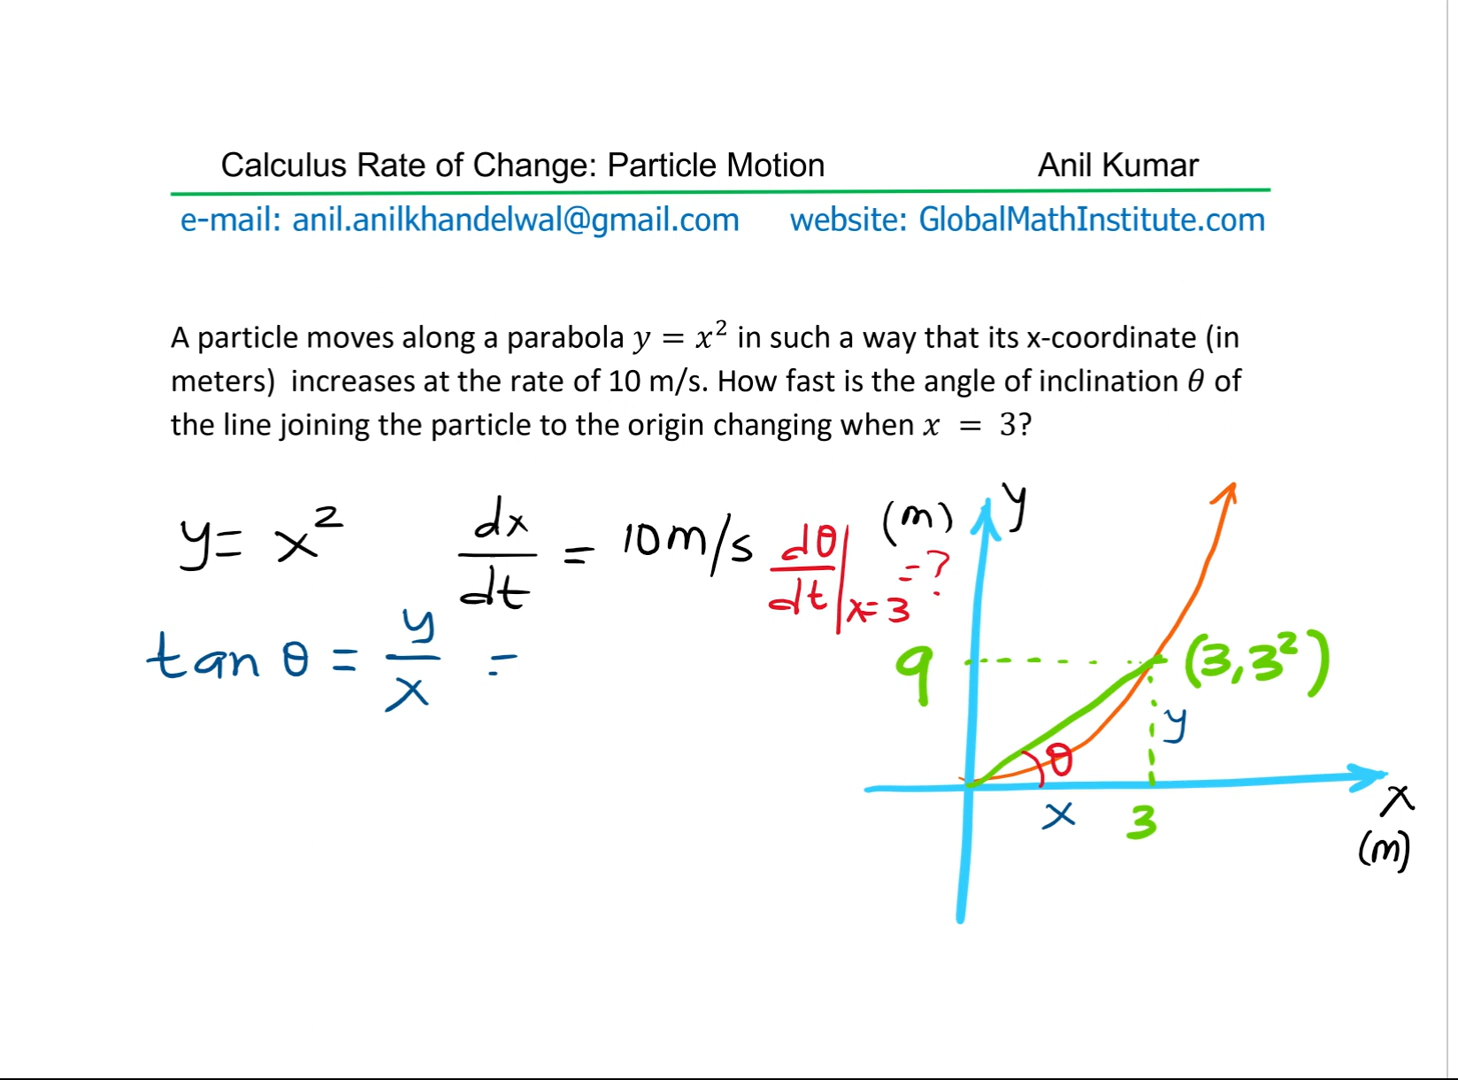 Calculus Rate of Change: Particle Motion Anil Kumar
e-mail: anil.anilkhandelwal@gmail.com website: GlobalMathInstitute.com
A particle moves along a parabola y = x² in such a way that its x-coordinate (in
meters) increases at the rate of 10 m/s. How fast is the angle of inclination θ of
the line joining the particle to the origin changing when x = 3?
y = x² dx/dt = 10m/s dθ/dt|x=3 = ?
tan θ = y/x =
(m) y
9 (3,3²)
y
θ
x 3 x
(m)